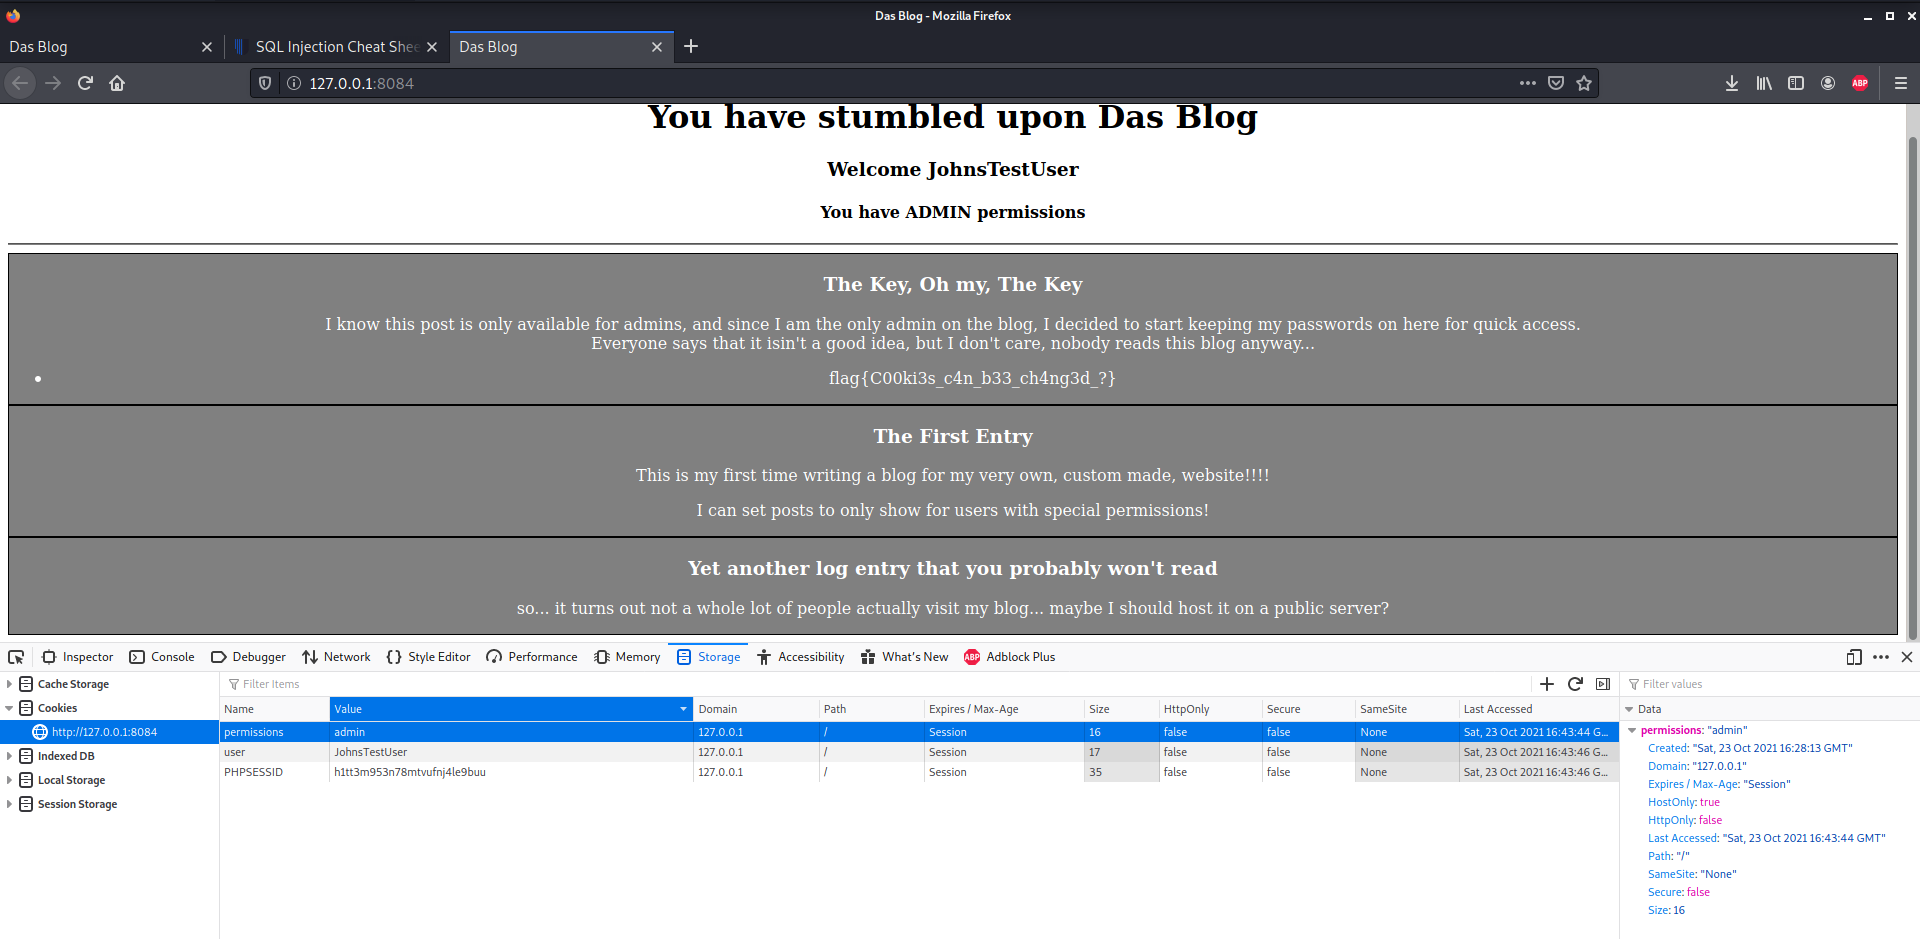 Das Blog - Mozilla Firefox
Das Blog
SQL Injection Cheat Shee
Das Blog
127.0.0.1:8084
ABP
You have stumbled upon Das Blog
Welcome JohnsTestUser
You have ADMIN permissions
The Key, Oh my, The Key
I know this post is only available for admins, and since I am the only admin on the blog, I decided to start keeping my passwords on here for quick access.
Everyone says that it isin't a good idea, but I don't care, nobody reads this blog anyway...
• flag{C00ki3s_c4n_b33_ch4ng3d_?}
The First Entry
This is my first time writing a blog for my very own, custom made, website!!!!
I can set posts to only show for users with special permissions!
Yet another log entry that you probably won't read
so... it turns out not a whole lot of people actually visit my blog... maybe I should host it on a public server?
Inspector Console Debugger Network Style Editor Performance Memory Storage Accessibility What's New ABP Adblock Plus
Cache Storage
Cookies
http://127.0.0.1:8084
Indexed DB
Local Storage
Session Storage
Filter Items
Name Value Domain Path Expires / Max-Age Size HttpOnly Secure SameSite Last Accessed
permissions admin 127.0.0.1 / Session 16 false false None Sat, 23 Oct 2021 16:43:44 G...
user JohnsTestUser 127.0.0.1 / Session 17 false false None Sat, 23 Oct 2021 16:43:46 G...
PHPSESSID h1tt3m953n78mtvufnj4le9buu 127.0.0.1 / Session 35 false false None Sat, 23 Oct 2021 16:43:46 G...
Filter values
Data
permissions: "admin"
Created: "Sat, 23 Oct 2021 16:28:13 GMT"
Domain: "127.0.0.1"
Expires / Max-Age: "Session"
HostOnly: true
HttpOnly: false
Last Accessed: "Sat, 23 Oct 2021 16:43:44 GMT"
Path: "/"
SameSite: "None"
Secure: false
Size: 16